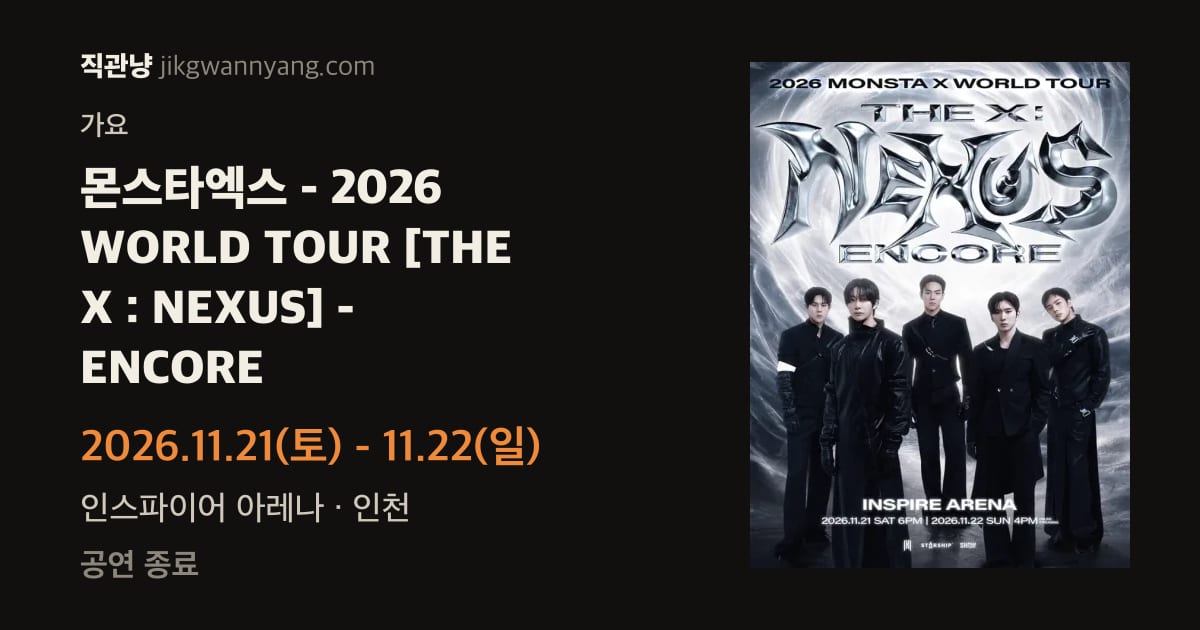 직관냥 jikgwannyang.com
가요
몬스타엑스 - 2026
WORLD TOUR [THE
X : NEXUS] -
ENCORE
2026.11.21(토) - 11.22(일)
인스파이어 아레나 · 인천
공연 종료
2026 MONSTA X WORLD TOUR
THE X :
NEXUS
ENCORE
INSPIRE ARENA
2026.11.21 SAT 6PM | 2026.11.22 SUN 4PM
STARSHIP